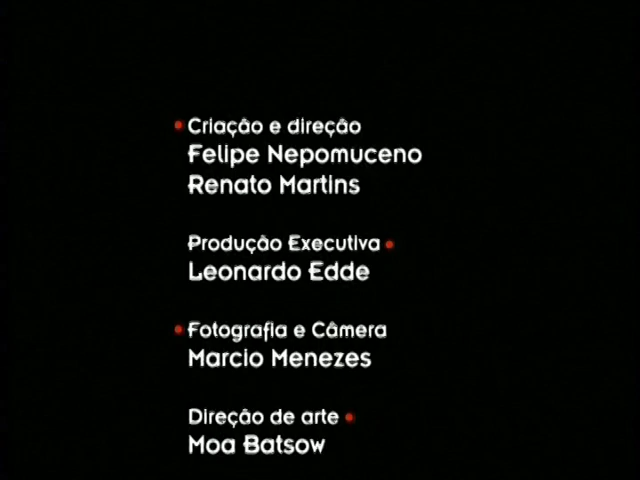 Criação e direção
Felipe Nepomuceno
Renato Martins
Produção Executiva
Leonardo Edde
Fotografia e Câmera
Marcio Menezes
Direção de arte
Moa Batsow